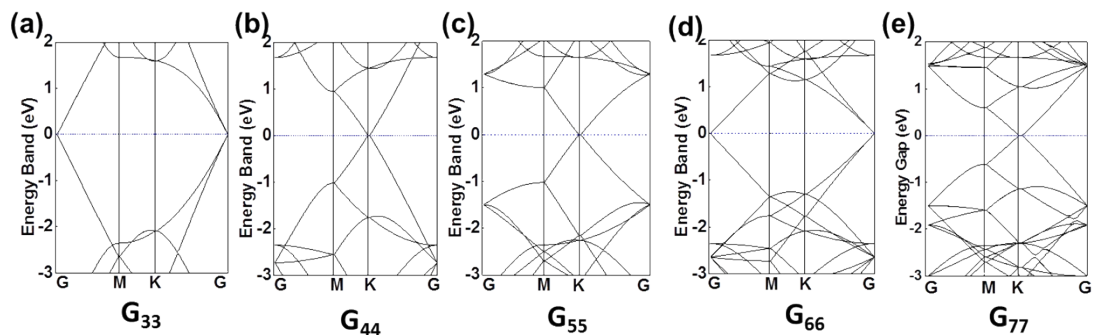 (a) (b) (c) (d) (e)
2 2 2 2 2
1 1 1 1 1
0 0 0 0 0
-1 -1 -1 -1 -1
-2 -2 -2 -2 -2
-3 -3 -3 -3 -3
Energy Band (eV) Energy Band (eV) Energy Band (eV) Energy Band (eV) Energy Gap (eV)
G M K G G M K G G M K G G M K G G M K G
G33 G44 G55 G66 G77